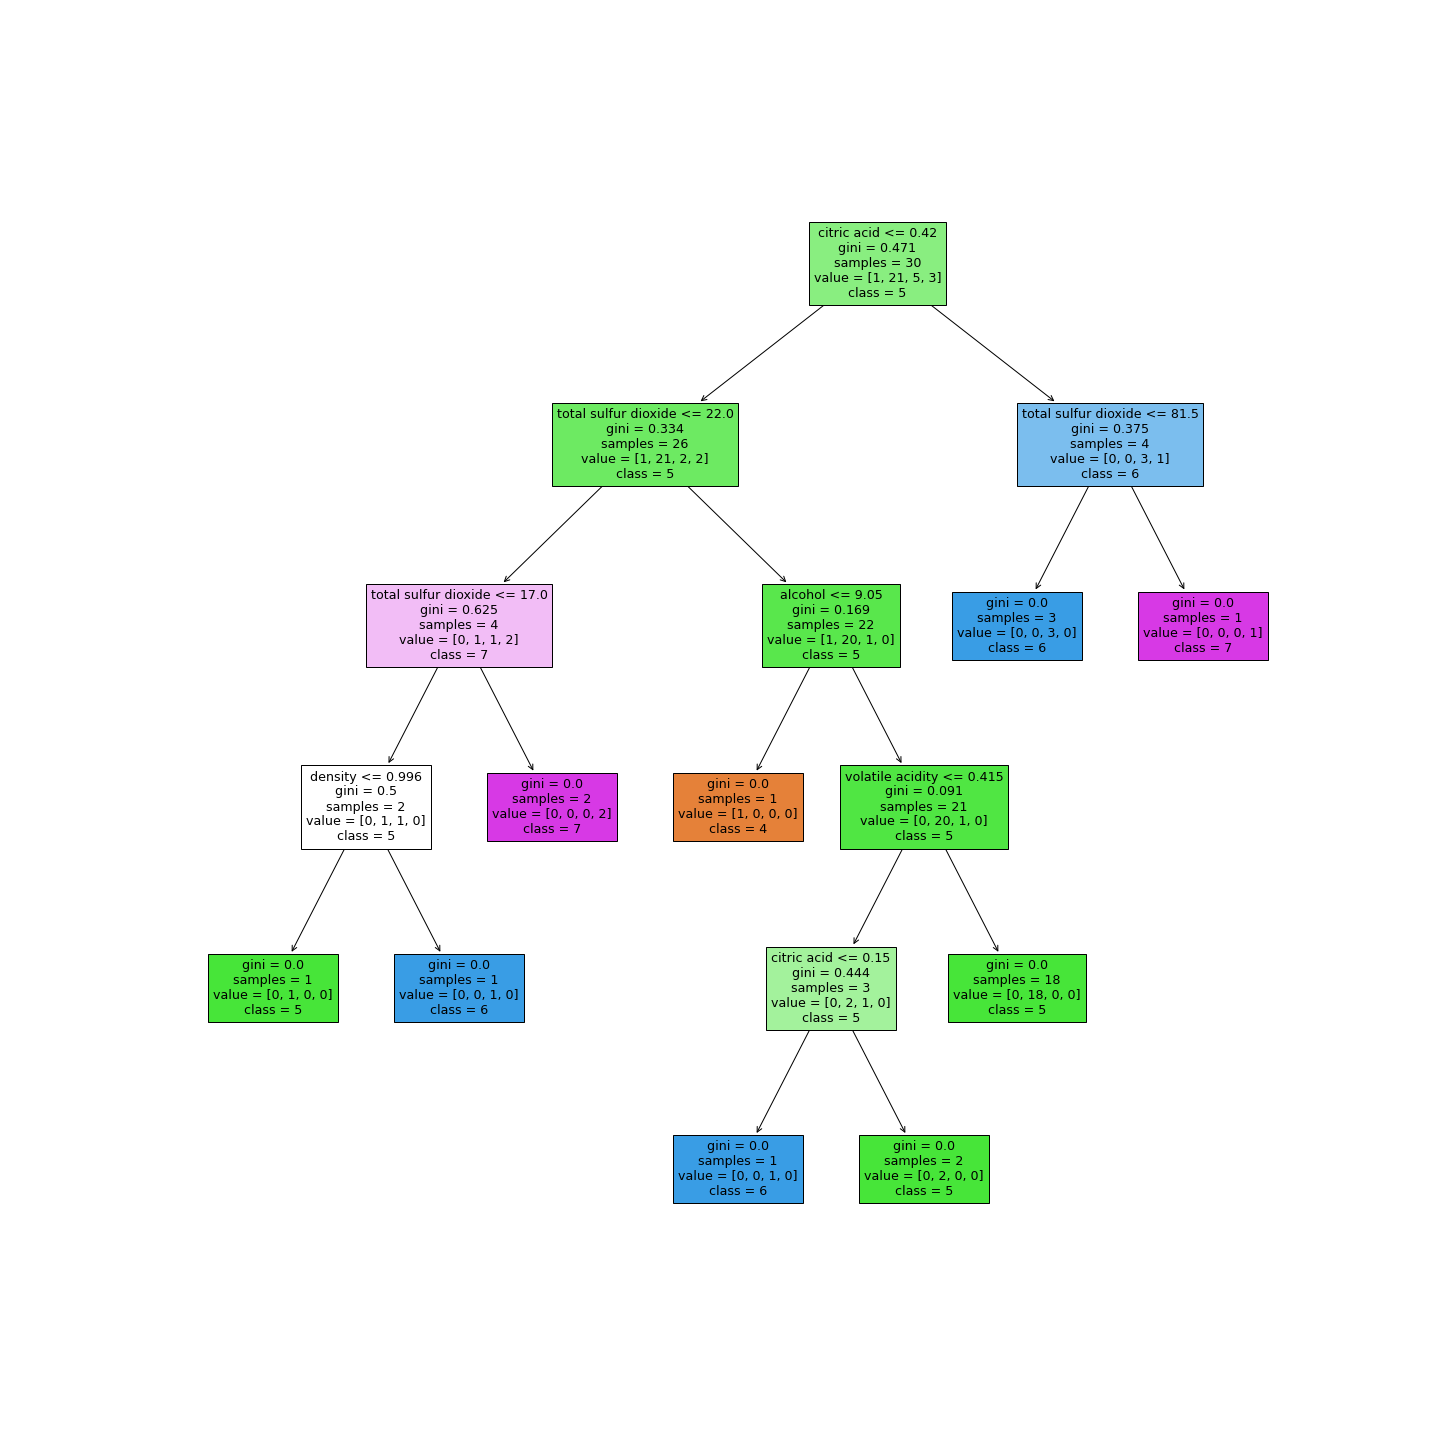 citric acid <= 0.42
gini = 0.471
samples = 30
value = [1, 21, 5, 3]
class = 5
total sulfur dioxide <= 22.0
gini = 0.334
samples = 26
value = [1, 21, 2, 2]
class = 5
total sulfur dioxide <= 81.5
gini = 0.375
samples = 4
value = [0, 0, 3, 1]
class = 6
total sulfur dioxide <= 17.0
gini = 0.625
samples = 4
value = [0, 1, 1, 2]
class = 7
alcohol <= 9.05
gini = 0.169
samples = 22
value = [1, 20, 1, 0]
class = 5
gini = 0.0
samples = 3
value = [0, 0, 3, 0]
class = 6
gini = 0.0
samples = 1
value = [0, 0, 0, 1]
class = 7
density <= 0.996
gini = 0.5
samples = 2
value = [0, 1, 1, 0]
class = 5
gini = 0.0
samples = 2
value = [0, 0, 0, 2]
class = 7
gini = 0.0
samples = 1
value = [1, 0, 0, 0]
class = 4
volatile acidity <= 0.415
gini = 0.091
samples = 21
value = [0, 20, 1, 0]
class = 5
gini = 0.0
samples = 1
value = [0, 1, 0, 0]
class = 5
gini = 0.0
samples = 1
value = [0, 0, 1, 0]
class = 6
citric acid <= 0.15
gini = 0.444
samples = 3
value = [0, 2, 1, 0]
class = 5
gini = 0.0
samples = 18
value = [0, 18, 0, 0]
class = 5
gini = 0.0
samples = 1
value = [0, 0, 1, 0]
class = 6
gini = 0.0
samples = 2
value = [0, 2, 0, 0]
class = 5